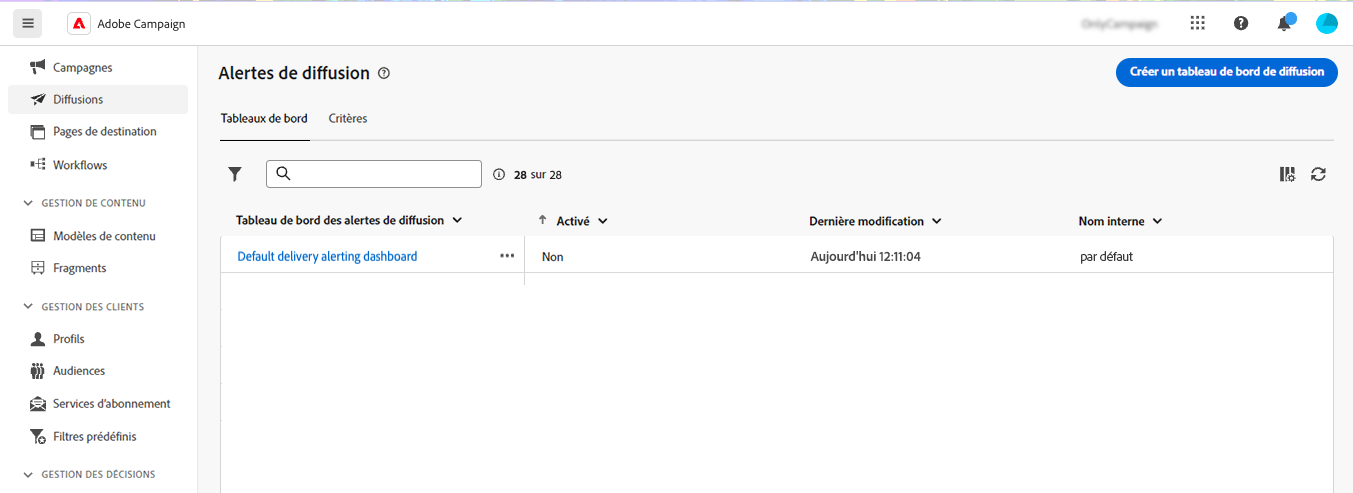 Adobe Campaign
Campagnes
Diffusions
Pages de destination
Workflows
GESTION DE CONTENU
Modèles de contenu
Fragments
GESTION DES CLIENTS
Profils
Audiences
Services d'abonnement
Filtres prédéfinis
GESTION DES DÉCISIONS
Alertes de diffusion
Créer un tableau de bord de diffusion
Tableaux de bord Critères
28 sur 28
Tableau de bord des alertes de diffusion Activé Dernière modification Nom interne
Default delivery alerting dashboard Non Aujourd'hui 12:11:04 par défaut